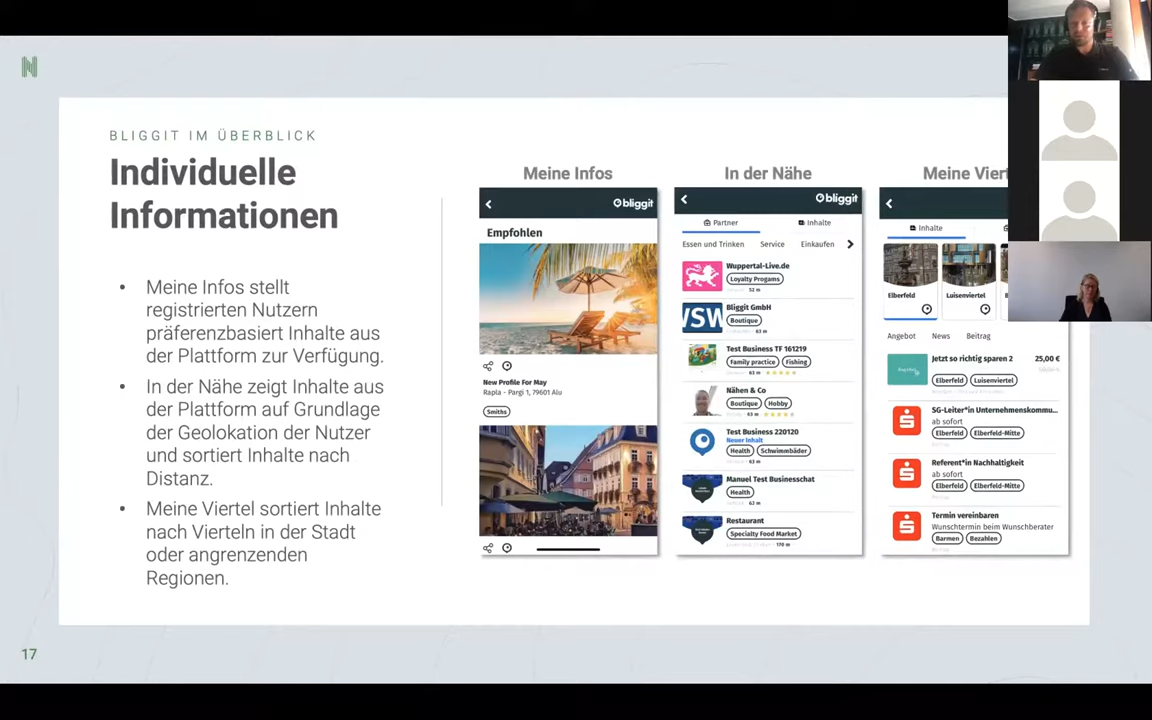 BLIGGIT IM ÜBERBLICK
Individuelle
Informationen
• Meine Infos stellt
registrierten Nutzern
präferenzbasiert Inhalte aus
der Plattform zur Verfügung.
• In der Nähe zeigt Inhalte aus
der Plattform auf Grundlage
der Geolokation der Nutzer
und sortiert Inhalte nach
Distanz.
• Meine Viertel sortiert Inhalte
nach Vierteln in der Stadt
oder angrenzenden
Regionen.
17
Meine Infos
bliggit
Empfohlen
New Profile For May
Rapla - Pargi 1, 79601 Alu
Smiths
In der Nähe
bliggit
Partner Inhalte
Essen und Trinken Service Einkaufen
Wuppertal-Live.de
Loyalty Progams
52 m
Bliggit GmbH
Boutique
63 m
Test Business TF 161219
Family practice Fishing
63 m
Nähen & Co
Boutique Hobby
63 m
Test Business 220120
Neuer Inhalt
Health Schwimmbäder
63 m
Manuel Test Businesschat
Health
63 m
Restaurant
Specialty Food Market
170 m
Meine Viert
Inhalte
Elberfeld Luisenviertel
Angebot News Beitrag
Jetzt so richtig sparen 2 25,00 €
Elberfeld Luisenviertel
SG-Leiter*in Unternehmenskommu...
ab sofort
Elberfeld Elberfeld-Mitte
Referent*in Nachhaltigkeit
ab sofort
Elberfeld Elberfeld-Mitte
Termin vereinbaren
Wunschtermin beim Wunschberater
Barmen Bezahlen